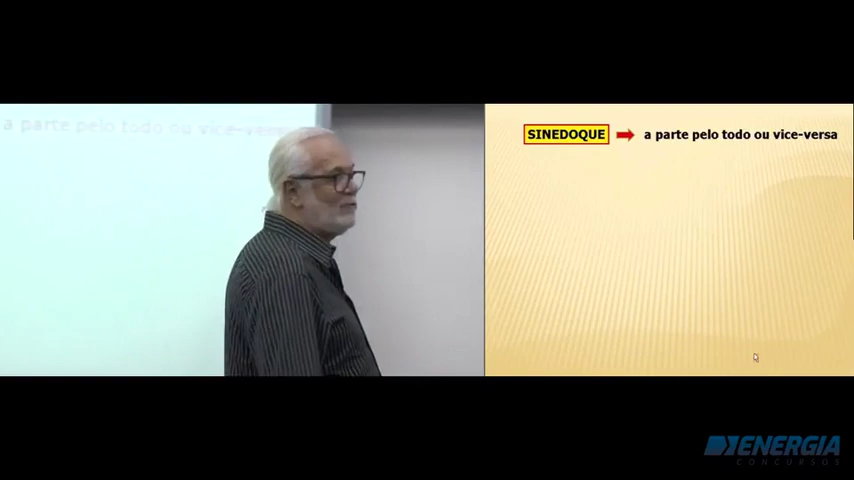 a parte pelo todo ou vice-versa
SINEDOQUE a parte pelo todo ou vice-versa
ENERGIA
CONCURSOS